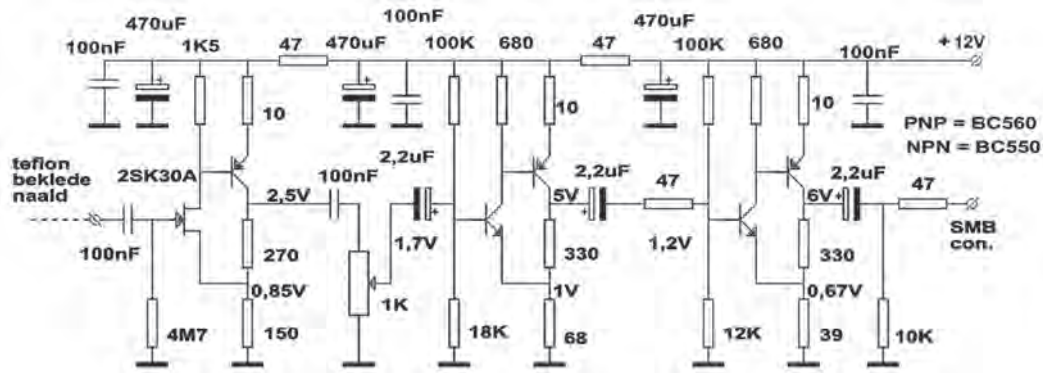 470uF
100nF
470uF
100nF
1K5
47
470uF
100K
680
47
100K
680
100nF
+12V
10
10
10
PNP = BC560
NPN = BC550
teflon
beklede
naald
2SK30A
2,2uF
100nF
2,5V
5V
2,2uF
47
6V
2,2uF
47
SMB
con.
100nF
1,7V
1,2V
270
330
330
0,85V
1K
1V
0,67V
4M7
150
18K
68
12K
39
10K